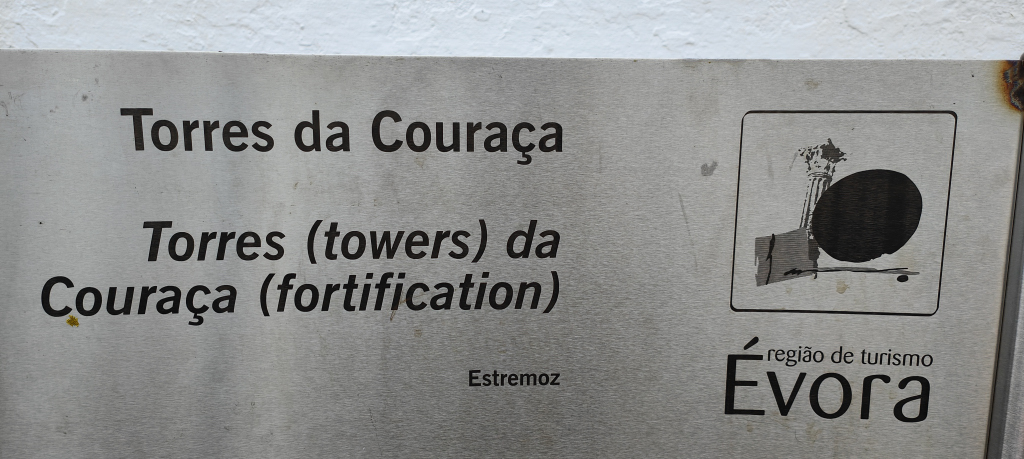 Torres da Couraça
Torres (towers) da
Couraça (fortification)
Estremoz
região de turismo
Évora